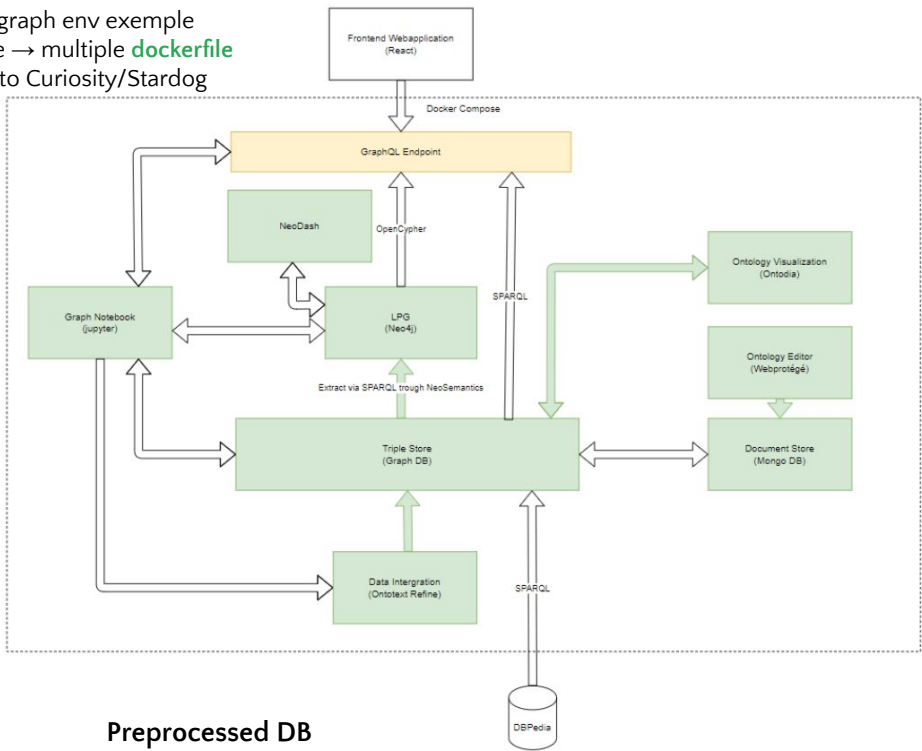 graph env exemple
e → multiple dockerfile
to Curiosity/Stardog
Frontend Webapplication
(React)
Docker Compose
GraphQL Endpoint
NeoDash
OpenCypher
Ontology Visualization
(Ontodia)
SPARQL
Graph Notebook
(jupyter)
LPG
(Neo4j)
Ontology Editor
(Webprotégé)
Extract via SPARQL trough NeoSemantics
Triple Store
(Graph DB)
Document Store
(Mongo DB)
Data Intergration
(Ontotext Refine)
SPARQL
DBPedia
Preprocessed DB